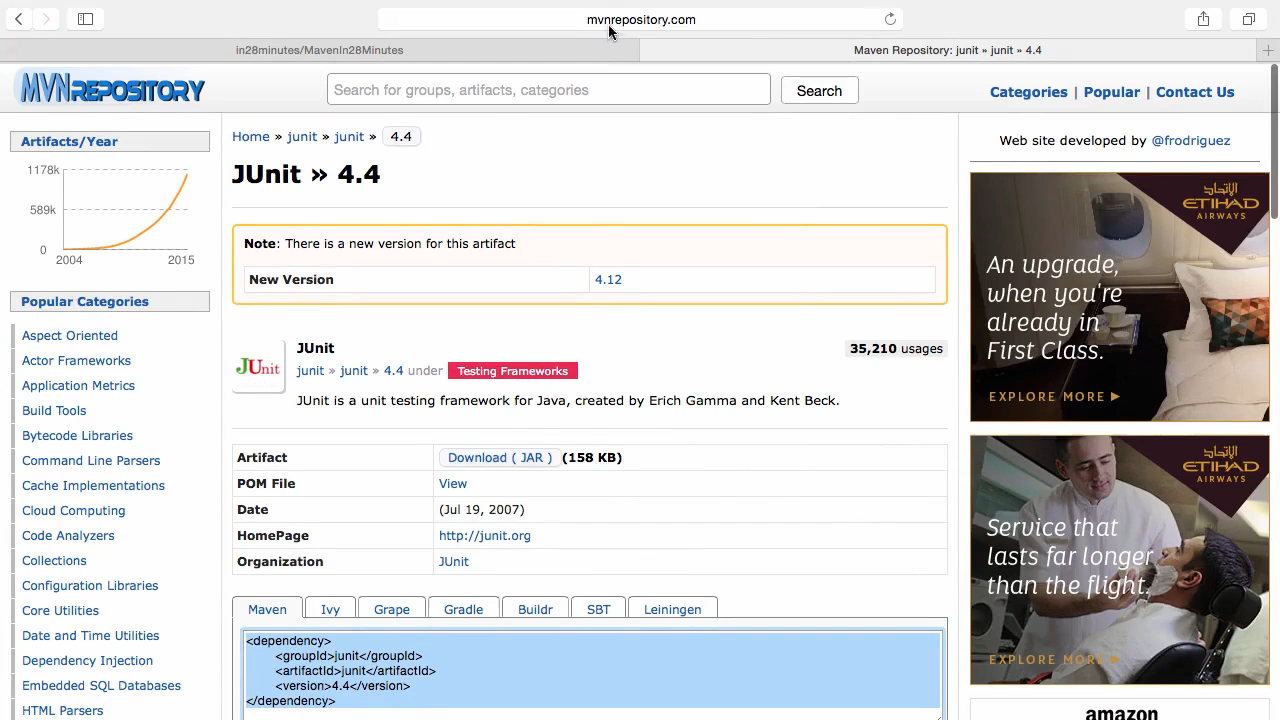 mvnrepository.com
in28minutes/MavenIn28Minutes
Maven Repository: junit » junit » 4.4
MVNREPOSITORY
Search for groups, artifacts, categories
Search
Categories | Popular | Contact Us
Artifacts/Year
1178k
589k
0
2004
2015
Popular Categories
Aspect Oriented
Actor Frameworks
Application Metrics
Build Tools
Bytecode Libraries
Command Line Parsers
Cache Implementations
Cloud Computing
Code Analyzers
Collections
Configuration Libraries
Core Utilities
Date and Time Utilities
Dependency Injection
Embedded SQL Databases
HTML Parsers
Home » junit » junit » 4.4
JUnit » 4.4
Note: There is a new version for this artifact
New Version 4.12
JUnit
JUnit
35,210 usages
junit » junit » 4.4 under Testing Frameworks
JUnit is a unit testing framework for Java, created by Erich Gamma and Kent Beck.
Artifact Download ( JAR ) (158 KB)
POM File View
Date (Jul 19, 2007)
HomePage http://junit.org
Organization JUnit
Maven Ivy Grape Gradle Buildr SBT Leiningen
<dependency>
<groupId>junit</groupId>
<artifactId>junit</artifactId>
<version>4.4</version>
</dependency>
Web site developed by @frodriguez
الإتحاد
ETIHAD
AIRWAYS
An upgrade,
when you're
already in
First Class.
EXPLORE MORE
الإتحاد
ETIHAD
AIRWAYS
Service that
lasts far longer
than the flight.
EXPLORE MORE
amazon